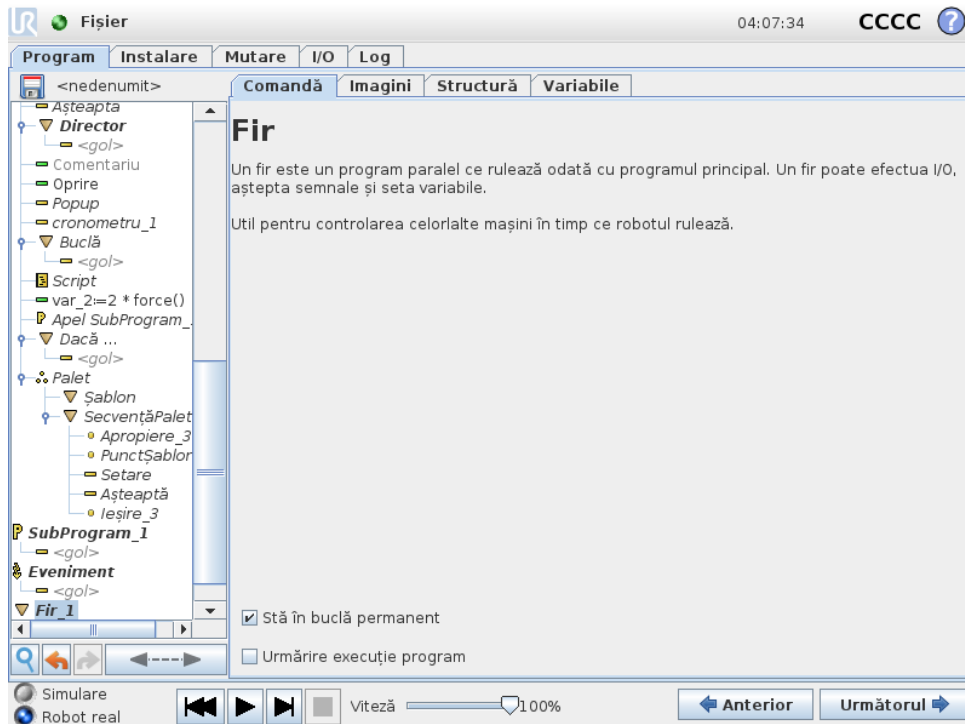 UR Fișier 04:07:34 CCCC ?
Program Instalare Mutare I/O Log
<nedenumit>
Comandă Imagini Structură Variabile
Așteaptă
Director
<gol>
Comentariu
Oprire
Popup
cronometru_1
Buclă
<gol>
Script
var_2:=2 * force()
Apel SubProgram_
Dacă ...
<gol>
Palet
Șablon
SecvențăPalet
Apropiere_3
PunctȘablon
Setare
Așteaptă
Ieșire_3
P SubProgram_1
<gol>
Eveniment
<gol>
Fir_1
Fir
Un fir este un program paralel ce rulează odată cu programul principal. Un fir poate efectua I/O,
aștepta semnale și seta variabile.
Util pentru controlarea celorlalte mașini în timp ce robotul rulează.
Stă în buclă permanent
Urmărire execuție program
Simulare
Robot real
Viteză 100%
Anterior
Următorul